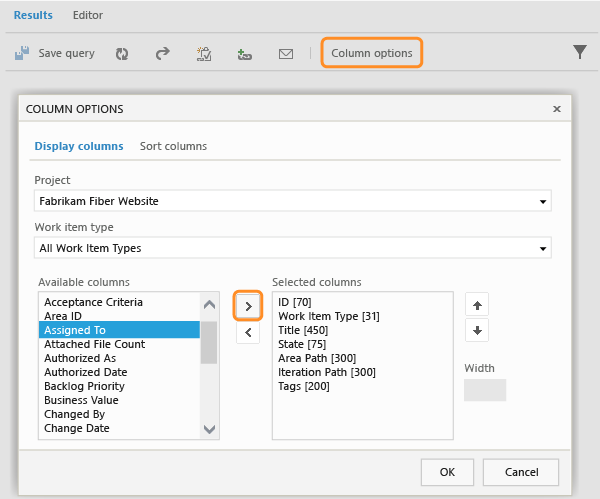 Results Editor
Save query Column options
COLUMN OPTIONS
Display columns Sort columns
Project
Fabrikam Fiber Website
Work item type
All Work Item Types
Available columns
Acceptance Criteria
Area ID
Assigned To
Attached File Count
Authorized As
Authorized Date
Backlog Priority
Business Value
Changed By
Change Date
Selected columns
ID [70]
Work Item Type [31]
Title [450]
State [75]
Area Path [300]
Iteration Path [300]
Tags [200]
Width
OK Cancel